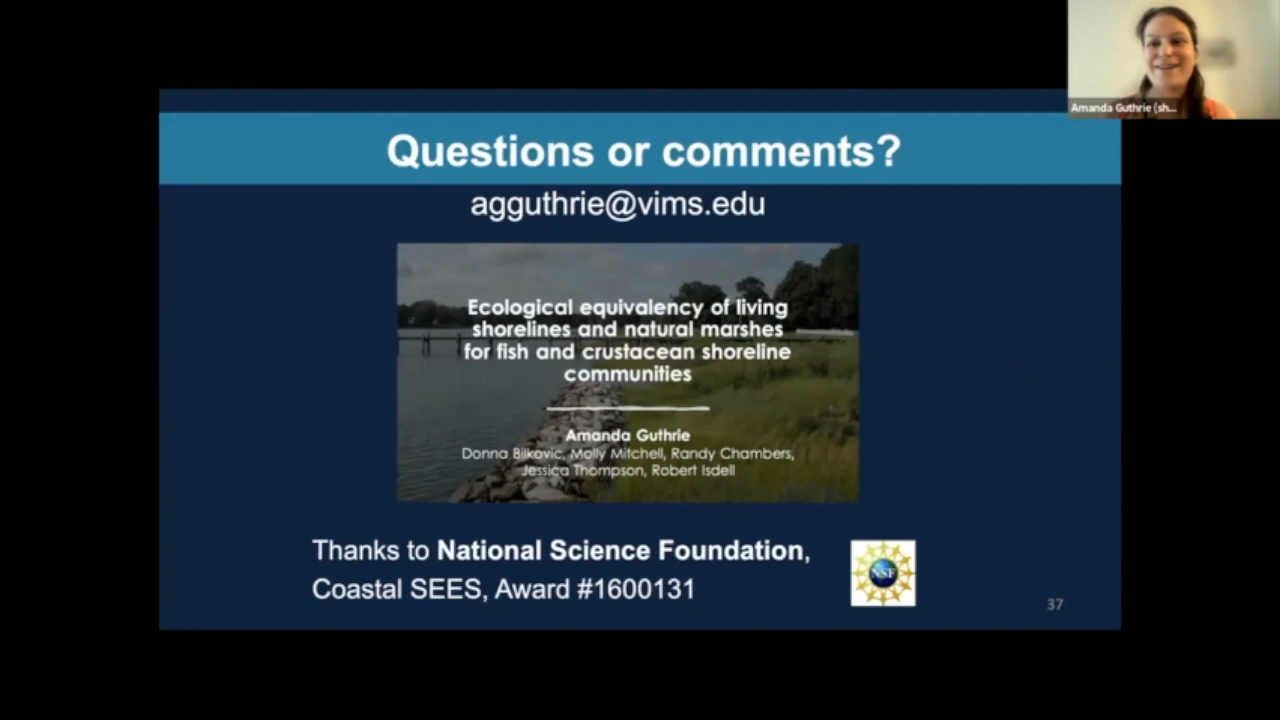 Amanda Guthrie (sh...
Questions or comments?
agguthrie@vims.edu
Ecological equivalency of living
shorelines and natural marshes
for fish and crustacean shoreline
communities
Amanda Guthrie
Donna Bilkovic, Molly Mitchell, Randy Chambers,
Jessica Thompson, Robert Isdell
Thanks to National Science Foundation,
Coastal SEES, Award #1600131
NSF
37